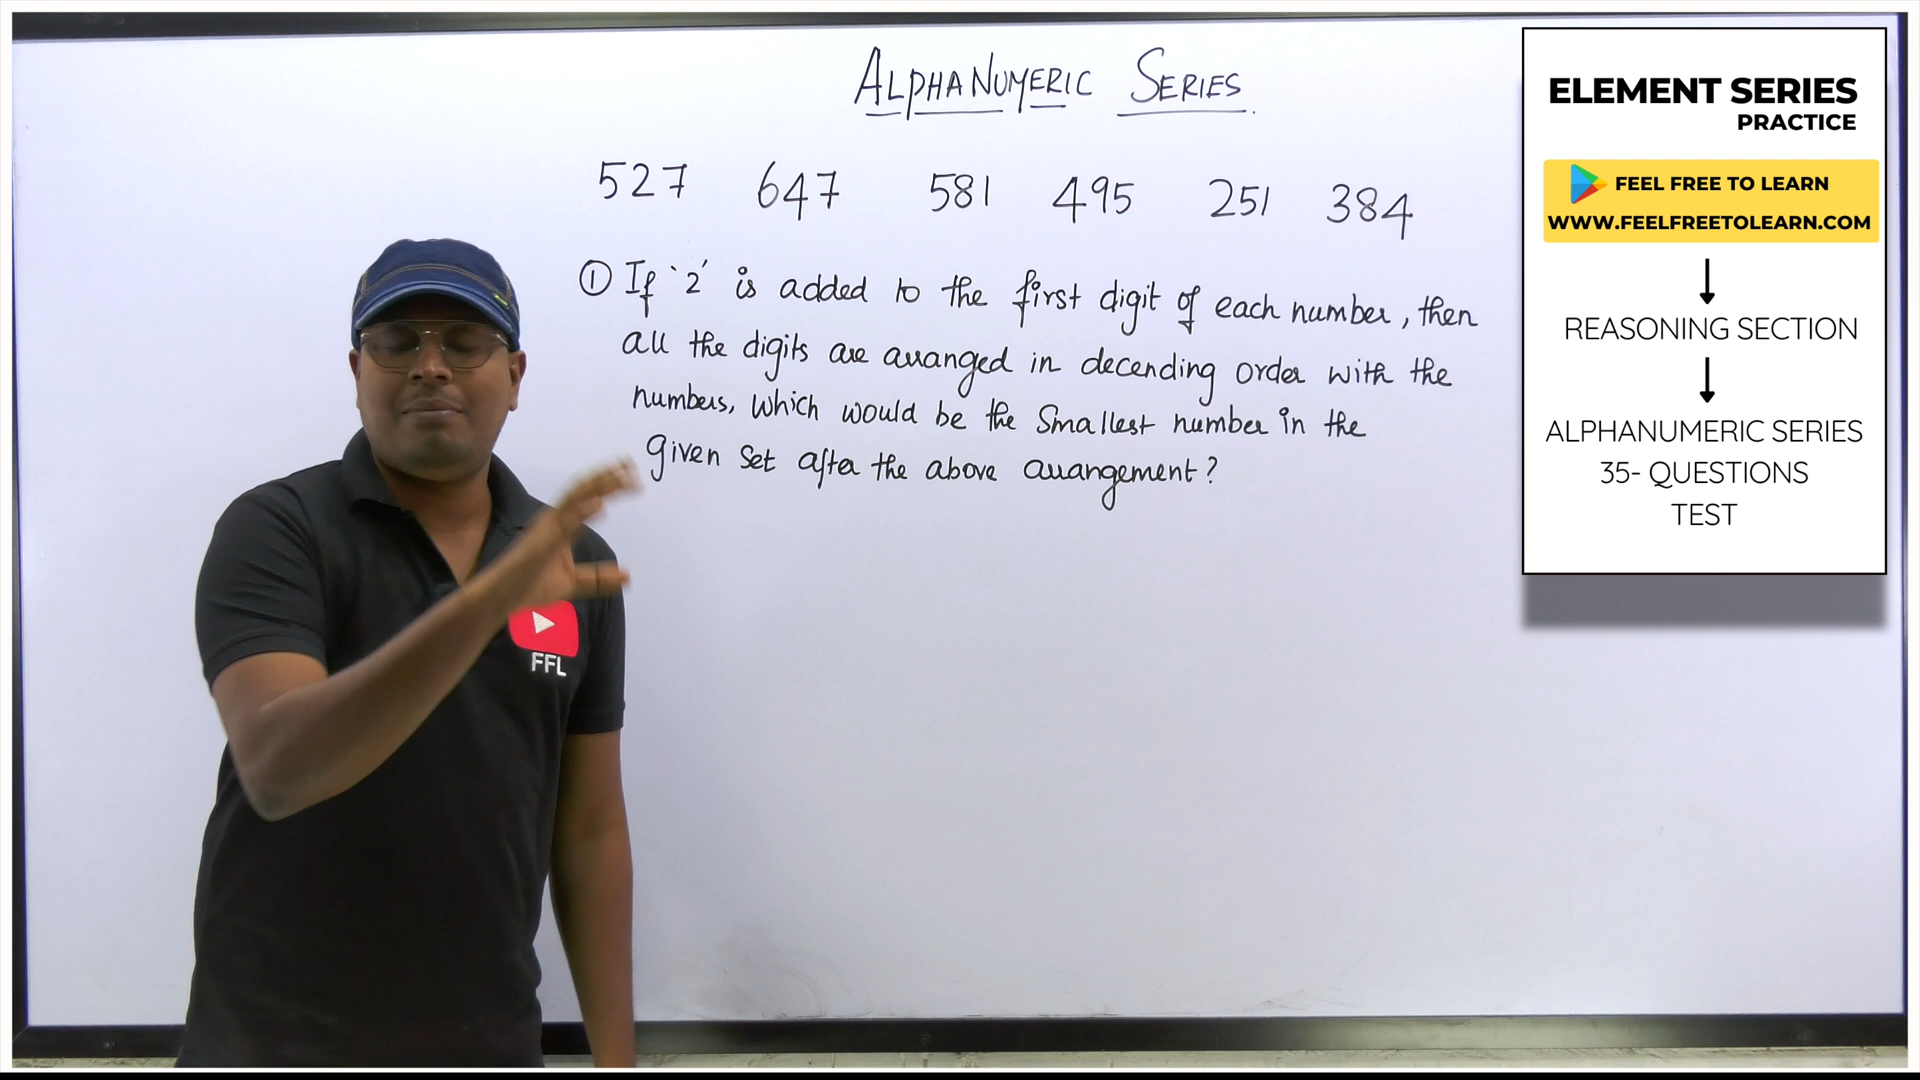 ALPHANUMERIC SERIES
527 647 581 495 251 384
① If '2' is added to the first digit of each number, then
all the digits are arranged in decending order with the
numbers, which would be the smallest number in the
given set after the above arrangement?
ELEMENT SERIES
PRACTICE
FEEL FREE TO LEARN
WWW.FEELFREETOLEARN.COM
REASONING SECTION
ALPHANUMERIC SERIES
35- QUESTIONS
TEST
FFL